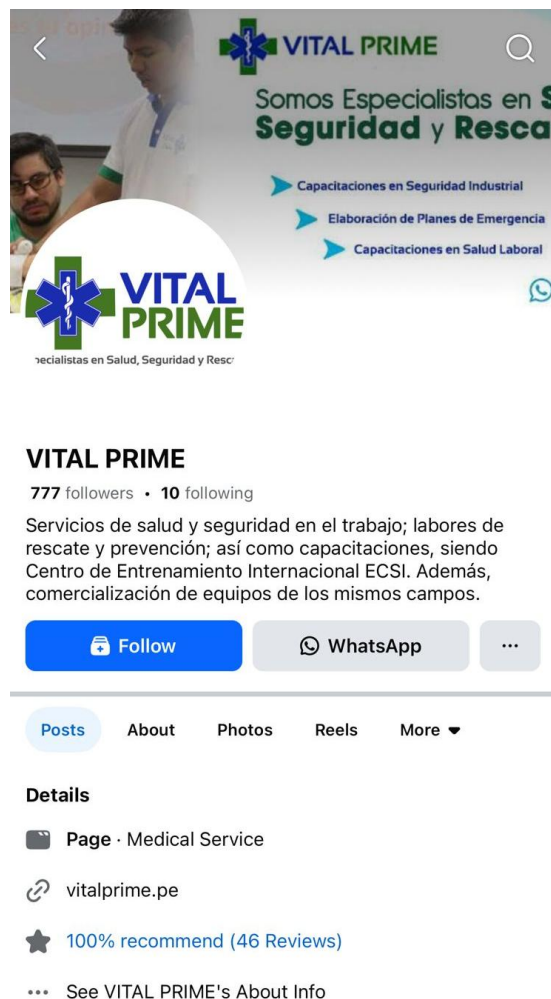 VITAL PRIME
Somos Especialistas en
Seguridad y
Capacitaciones en Seguridad Industrial
Elaboración de Planes de Emergencia
Capacitaciones en Salud Laboral
VITAL
PRIME
en Salud, Seguridad y
VITAL PRIME
777 followers • 10 following
Servicios de salud y seguridad en el trabajo; labores de
rescate y prevención; así como capacitaciones, siendo
Centro de Entrenamiento Internacional ECSI. Además,
comercialización de equipos de los mismos campos.
Follow
WhatsApp
Posts
About
Photos
Reels
More
Details
Page · Medical Service
vitalprime.pe
100% recommend (46 Reviews)
See VITAL PRIME's About Info